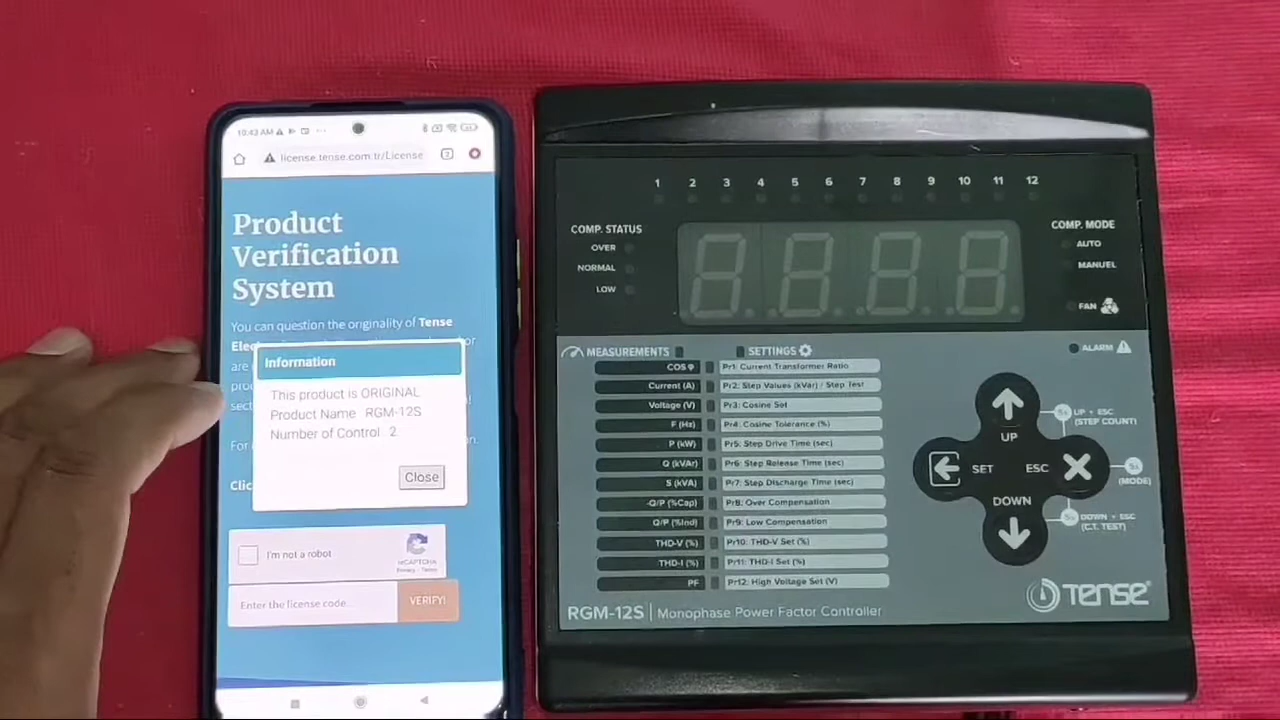 10:43 AM
license.tense.com.tr/License
Product
Verification
System
You can question the originality of Tense
Information
This product is ORIGINAL
Product Name RGM-12S
Number of Control 2
Close
I'm not a robot
reCAPTCHA
Privacy - Terms
Enter the license code...
VERIFY!
1 2 3 4 5 6 7 8 9 10 11 12
COMP. STATUS
OVER
NORMAL
LOW
COMP. MODE
AUTO
MANUEL
FAN
ALARM
MEASUREMENTS
SETTINGS
COS φ
Pr1: Current Transformer Ratio
Current (A)
Pr2: Step Values (kVar) / Step Test
Voltage (V)
Pr3: Cosine Set
F (Hz)
Pr4: Cosine Tolerance (%)
P (kW)
Pr5: Step Drive Time (sec)
Q (kVAr)
Pr6: Step Release Time (sec)
S (kVA)
Pr7: Step Discharge Time (sec)
-Q/P (%Cap)
Pr8: Over Compensation
Q/P (%Ind)
Pr9: Low Compensation
THD-V (%)
Pr10: THD-V Set (%)
THD-I (%)
Pr11: THD-I Set (%)
PF
Pr12: High Voltage Set (V)
UP
SET
ESC
DOWN
UP + ESC
(STEP COUNT)
(MODE)
DOWN + ESC
(C.T. TEST)
RGM-12S | Monophase Power Factor Controller
TENSE